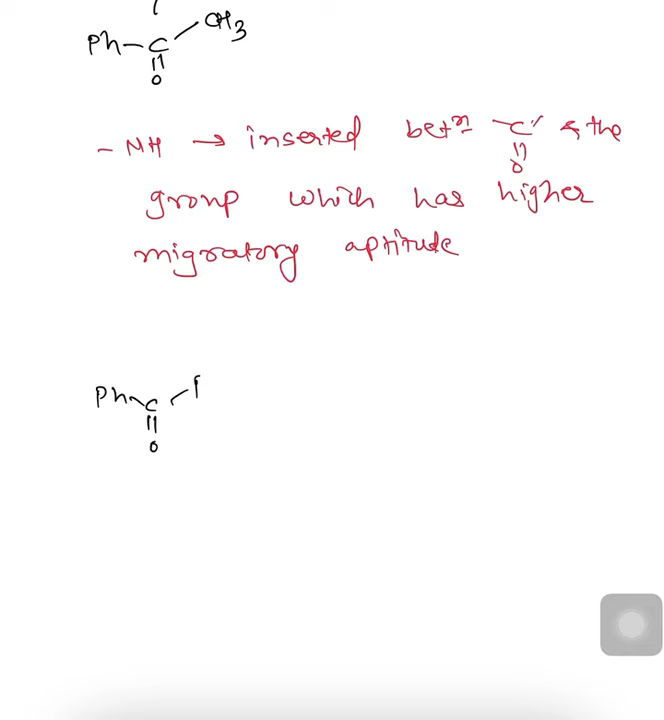 Ph-C-CH3
||
O
- NH → inserted betⁿ -C- & the
||
O
group which has higher
migratory aptitude
Ph-C-
||
O